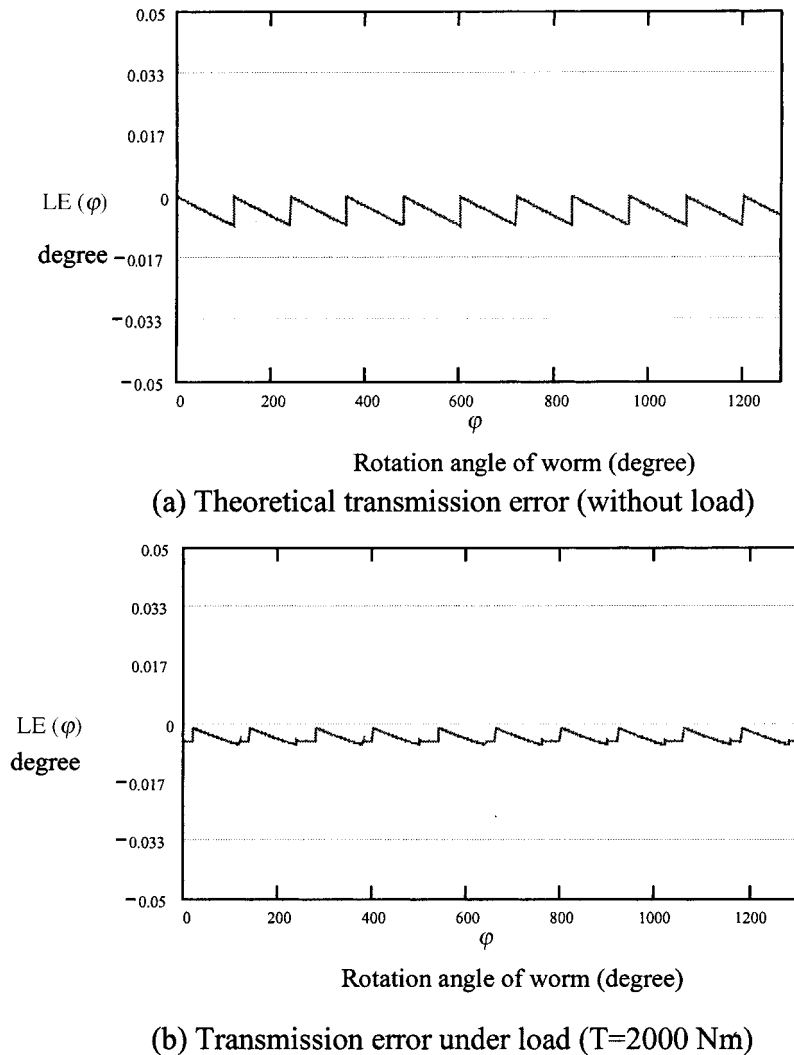 0.05
0.033
0.017
0
LE (φ)
degree
−0.017
−0.033
−0.05
0 200 400 600 800 1000 1200
φ
Rotation angle of worm (degree)
(a) Theoretical transmission error (without load)
0.05
0.033
0.017
0
LE (φ)
degree
−0.017
−0.033
−0.05
0 200 400 600 800 1000 1200
φ
Rotation angle of worm (degree)
(b) Transmission error under load (T=2000 Nm)